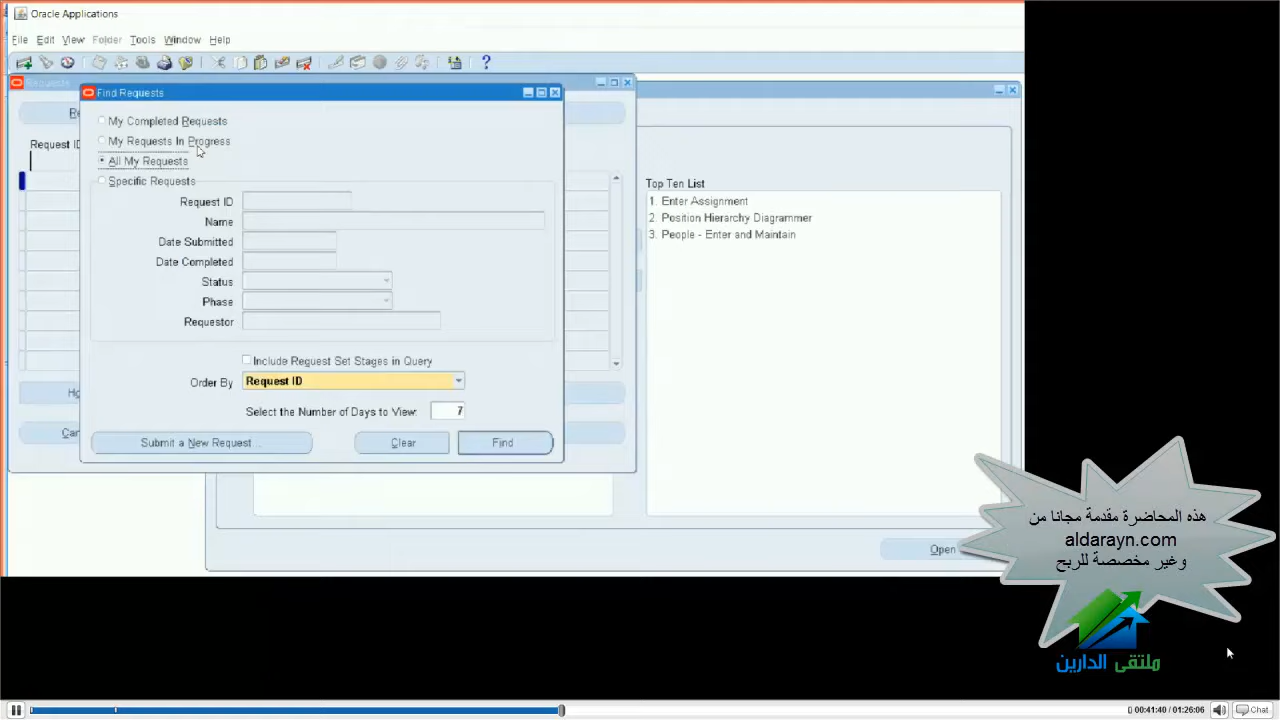 Oracle Applications
File Edit View Folder Tools Window Help
Requests
Find Requests
My Completed Requests
My Requests In Progress
All My Requests
Specific Requests
Request ID
Request ID
Name
Date Submitted
Date Completed
Status
Phase
Requestor
Include Request Set Stages in Query
Order By Request ID
Select the Number of Days to View: 7
Submit a New Request... Clear Find
Top Ten List
1. Enter Assignment
2. Position Hierarchy Diagrammer
3. People - Enter and Maintain
Open
هذه المحاضرة مقدمة مجانا من
aldarayn.com
وغير مخصصة للربح
ملتقى الدارين
00:41:40 / 01:26:06 Chat